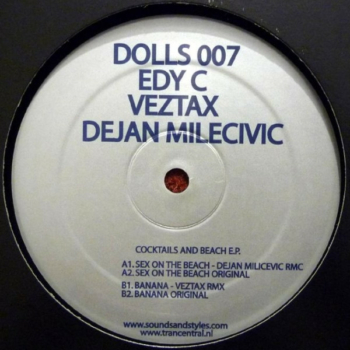 DOLLS 007
EDY C
VEZTAX
DEJAN MILECIVIC
COCKTAILS AND BEACH E.P.
A1. SEX ON THE BEACH - DEJAN MILICEVIC RMC
A2. SEX ON THE BEACH ORIGINAL
B1. BANANA - VEZTAX RMX
B2. BANANA ORIGINAL
www.soundsandstyles.com
www.trancentral.nl